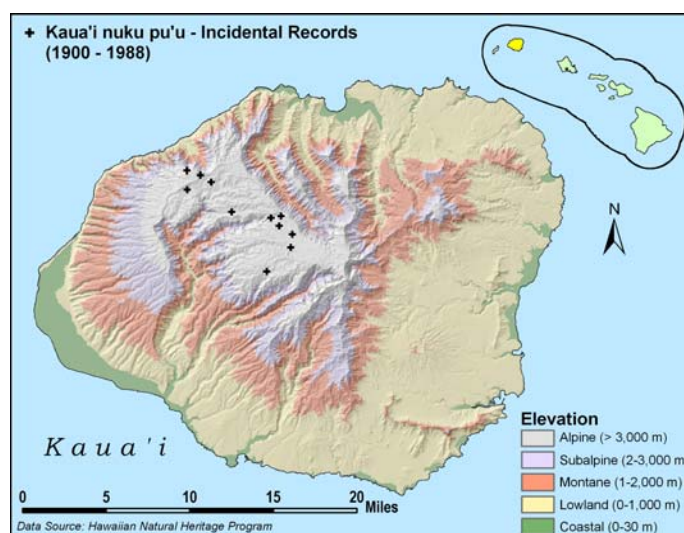 + Kaua'i nuku pu'u - Incidental Records
(1900 - 1988)
N
Kaua'i
Elevation
Alpine (> 3,000 m)
Subalpine (2-3,000 m)
Montane (1-2,000 m)
Lowland (0-1,000 m)
Coastal (0-30 m)
0 5 10 20
Miles
Data Source: Hawaiian Natural Heritage Program